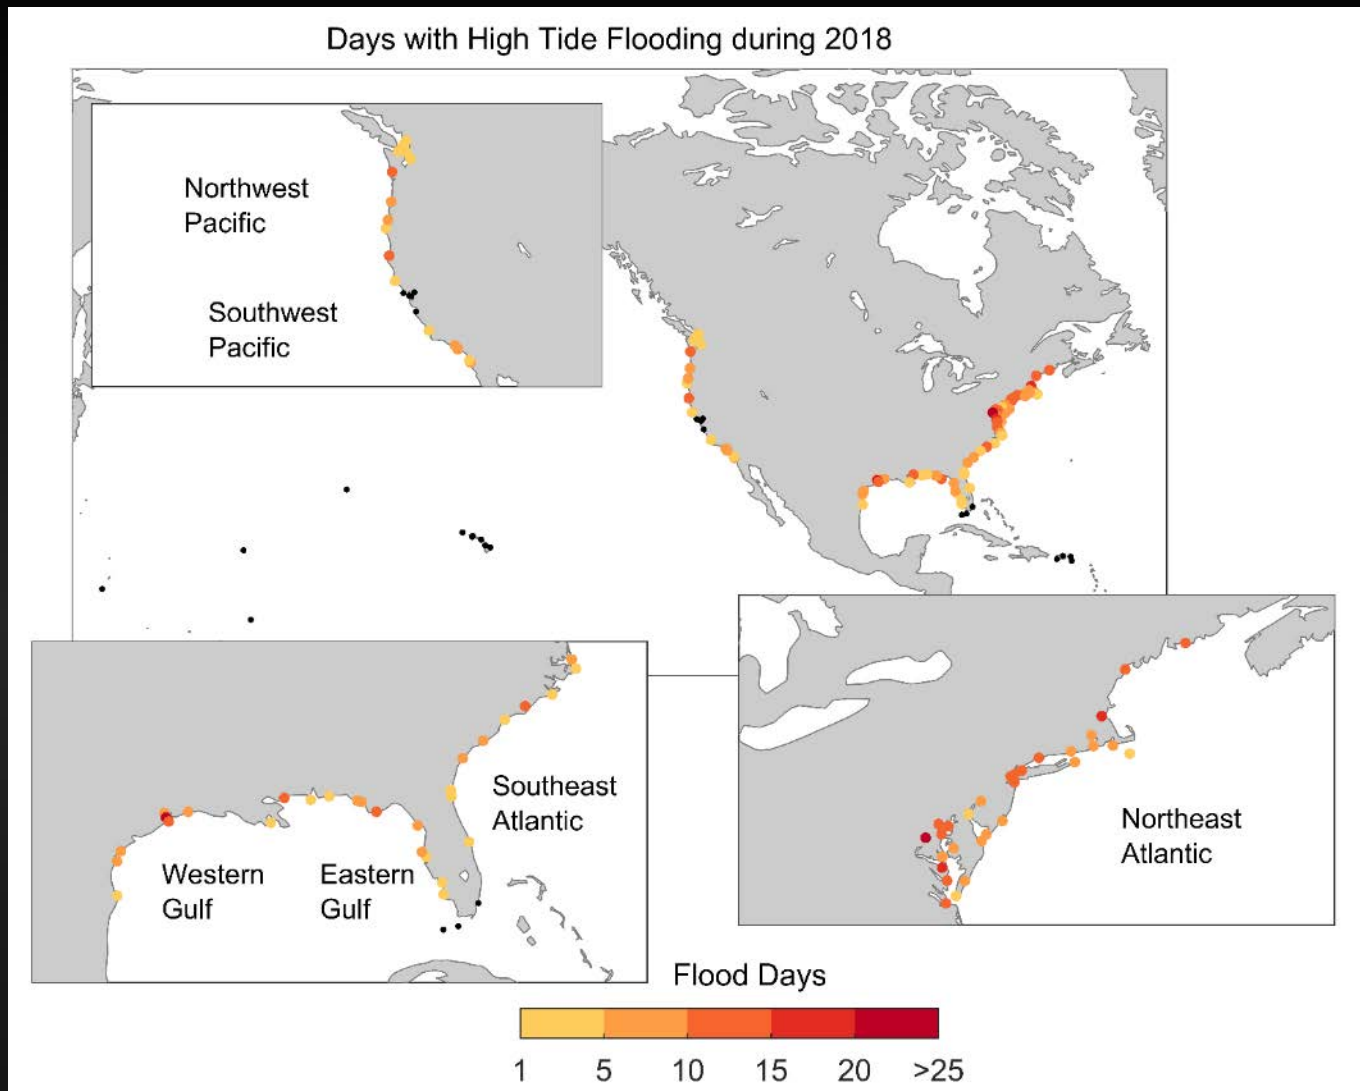 Days with High Tide Flooding during 2018
Northwest
Pacific
Southwest
Pacific
Southeast
Atlantic
Western
Gulf
Eastern
Gulf
Northeast
Atlantic
Flood Days
1 5 10 15 20 >25